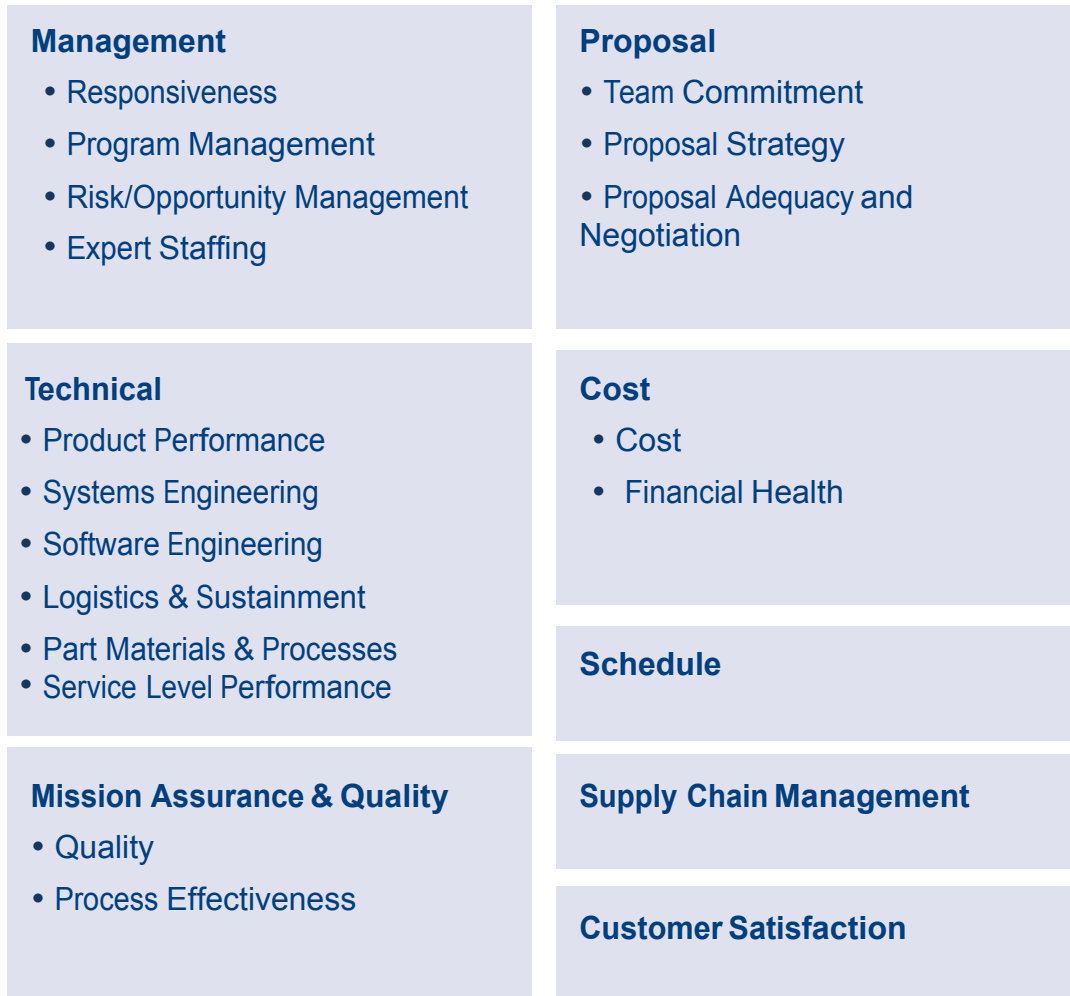 Management
• Responsiveness
• Program Management
• Risk/Opportunity Management
• Expert Staffing
Proposal
• Team Commitment
• Proposal Strategy
• Proposal Adequacy and
Negotiation
Technical
• Product Performance
• Systems Engineering
• Software Engineering
• Logistics & Sustainment
• Part Materials & Processes
• Service Level Performance
Cost
• Cost
• Financial Health
Schedule
Mission Assurance & Quality
• Quality
• Process Effectiveness
Supply Chain Management
Customer Satisfaction